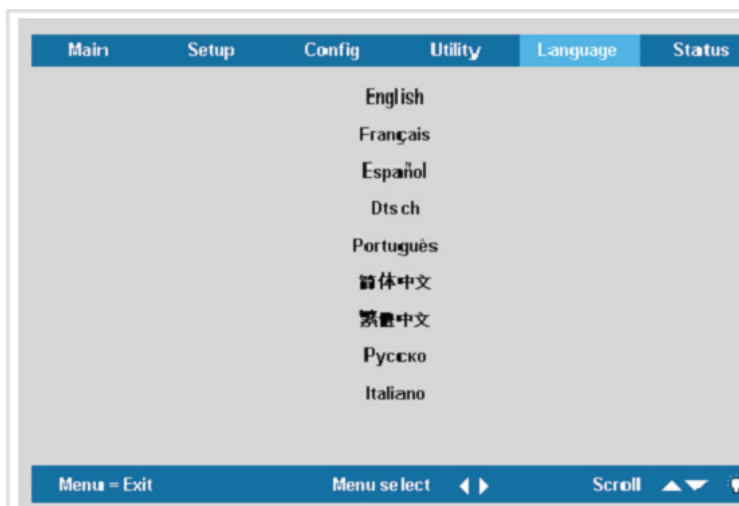 Main Setup Config Utility Language Status
English
Français
Español
Dtsch
Português
简体中文
繁體中文
Русско
Italiano
Menu = Exit Menu select ◀ ▶ Scroll ▲▼